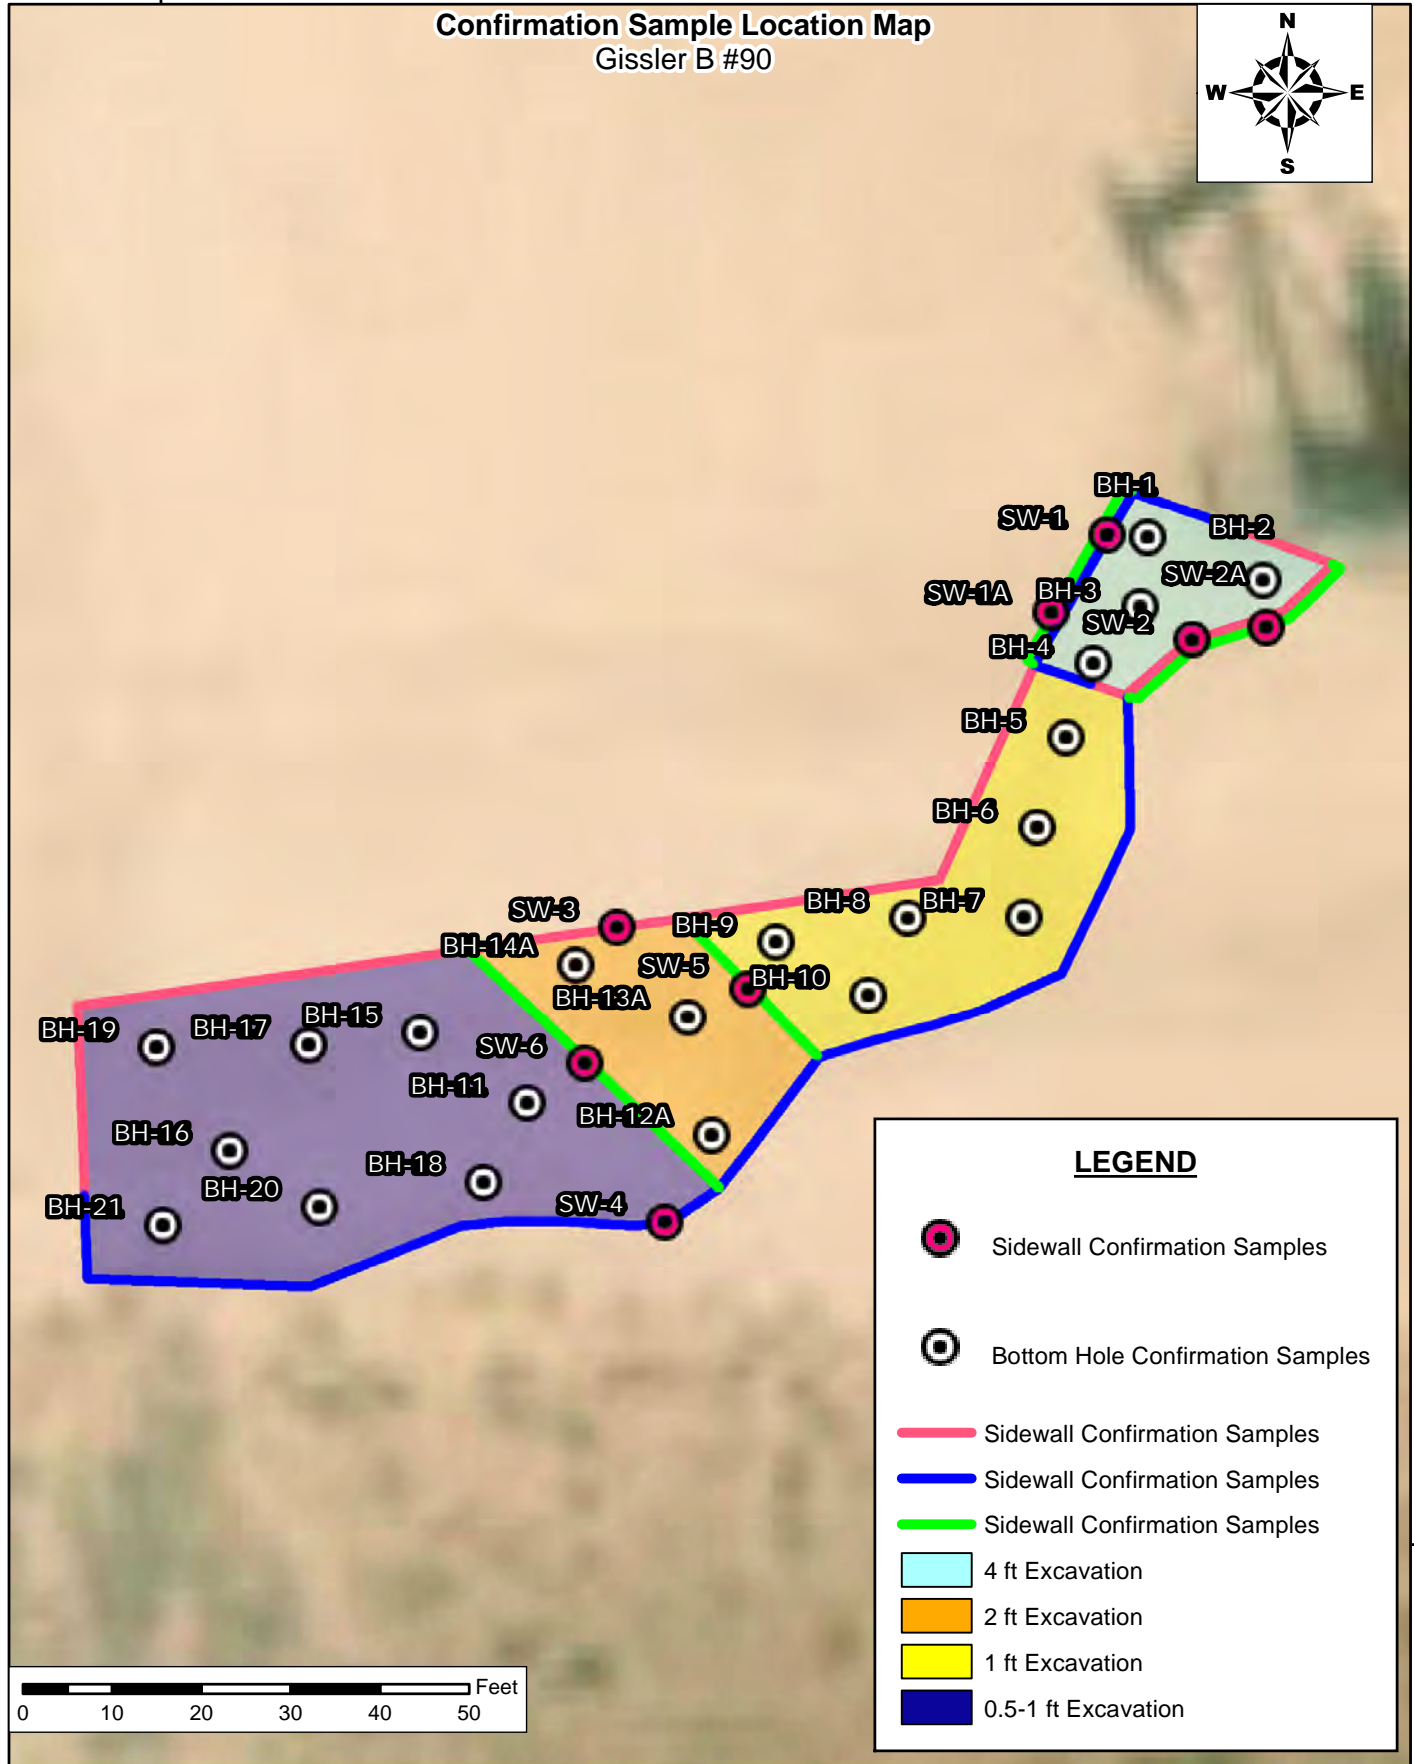 Confirmation Sample Location Map
Gissler B #90
N
W
E
S
BH-1
SW-1
BH-2
SW-2A
SW-1A
BH-3
SW-2
BH-4
BH-5
BH-6
BH-8
BH-7
SW-3
BH-9
BH-14A
SW-5
BH-10
BH-13A
BH-19
BH-17
BH-15
SW-6
BH-11
BH-12A
BH-16
BH-18
BH-20
BH-21
SW-4
LEGEND
Sidewall Confirmation Samples
Bottom Hole Confirmation Samples
Sidewall Confirmation Samples
Sidewall Confirmation Samples
Sidewall Confirmation Samples
4 ft Excavation
2 ft Excavation
1 ft Excavation
0.5-1 ft Excavation
Feet
0 10 20 30 40 50